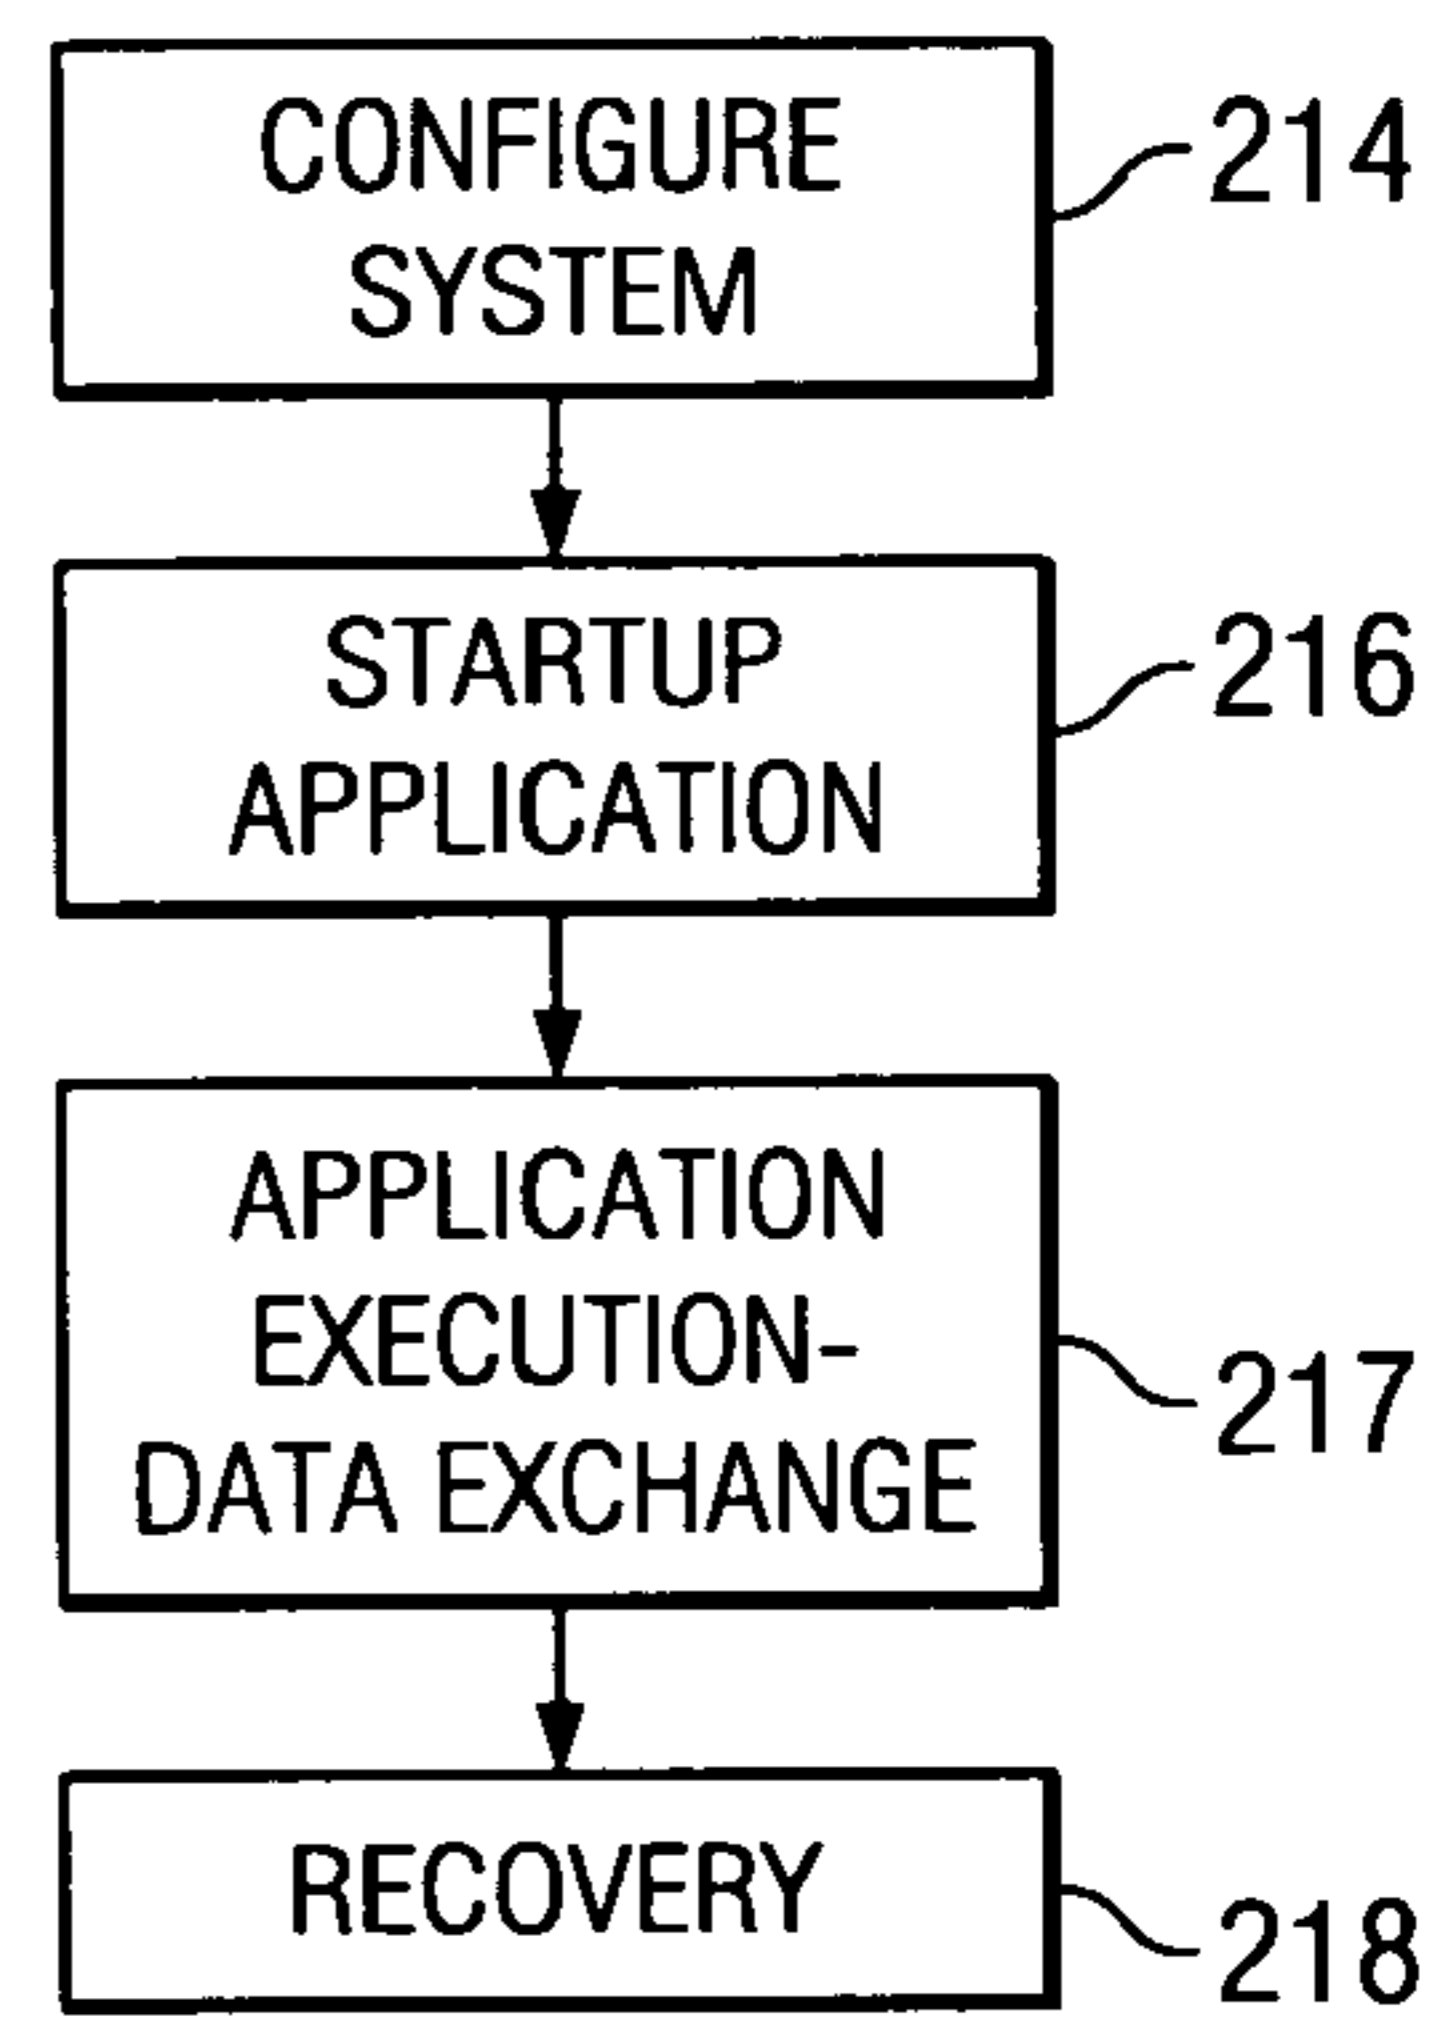 CONFIGURE
SYSTEM
214
STARTUP
APPLICATION
216
APPLICATION
EXECUTION-
DATA EXCHANGE
217
RECOVERY
218